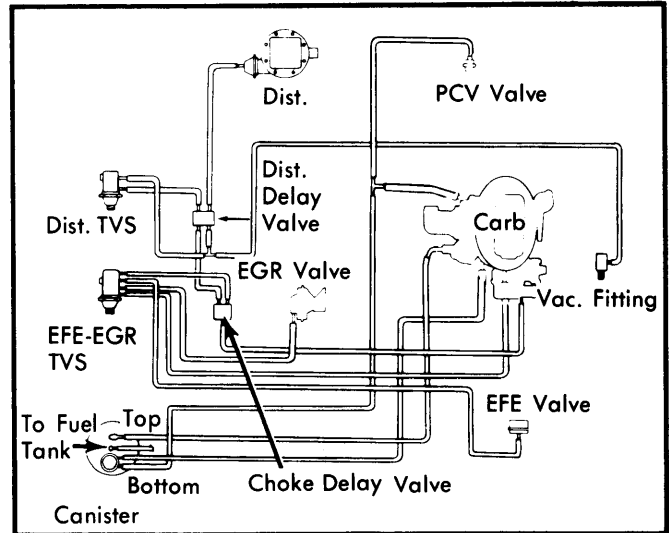 Dist.
PCV Valve
Dist.
Delay
Valve
Dist. TVS
Carb
EGR Valve
Vac. Fitting
EFE-EGR
TVS
EFE Valve
To Fuel
Tank
Top
Bottom
Choke Delay Valve
Canister